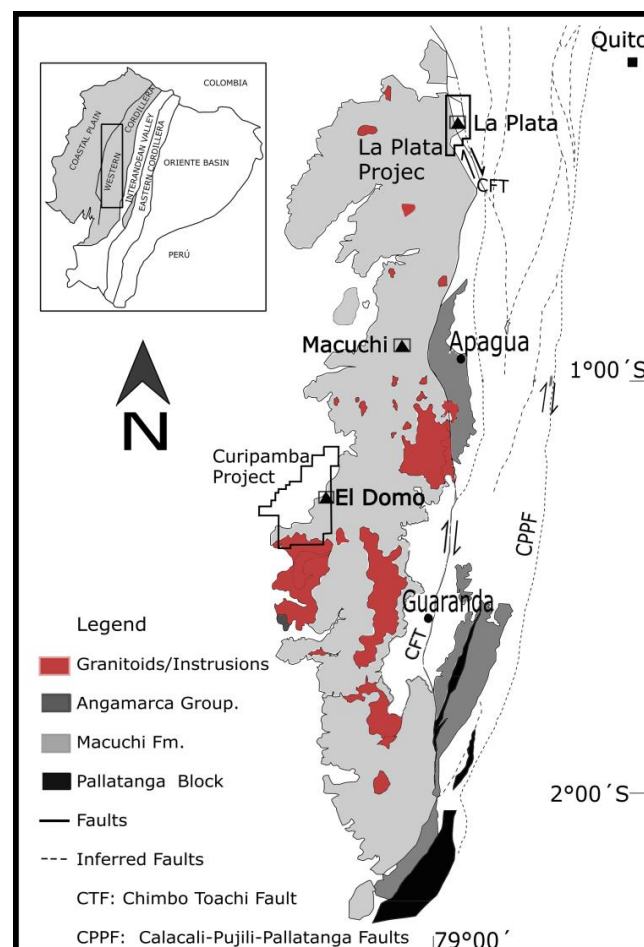 Quito
COLOMBIA
COASTAL PLAIN
WESTERN
CORDILLERA
INTERANDEAN VALLEY
EASTERN CORDILLERA
ORIENTE BASIN
PERÚ
La Plata
La Plata
Projec
CFT
Macuchi
Apagua
1°00´S
N
Curipamba
Project
El Domo
CPPF
Guaranda
CFT
Legend
Granitoids/Instrusions
Angamarca Group.
Macuchi Fm.
Pallatanga Block
2°00´S
Faults
Inferred Faults
CTF: Chimbo Toachi Fault
CPPF: Calacali-Pujili-Pallatanga Faults
79°00´